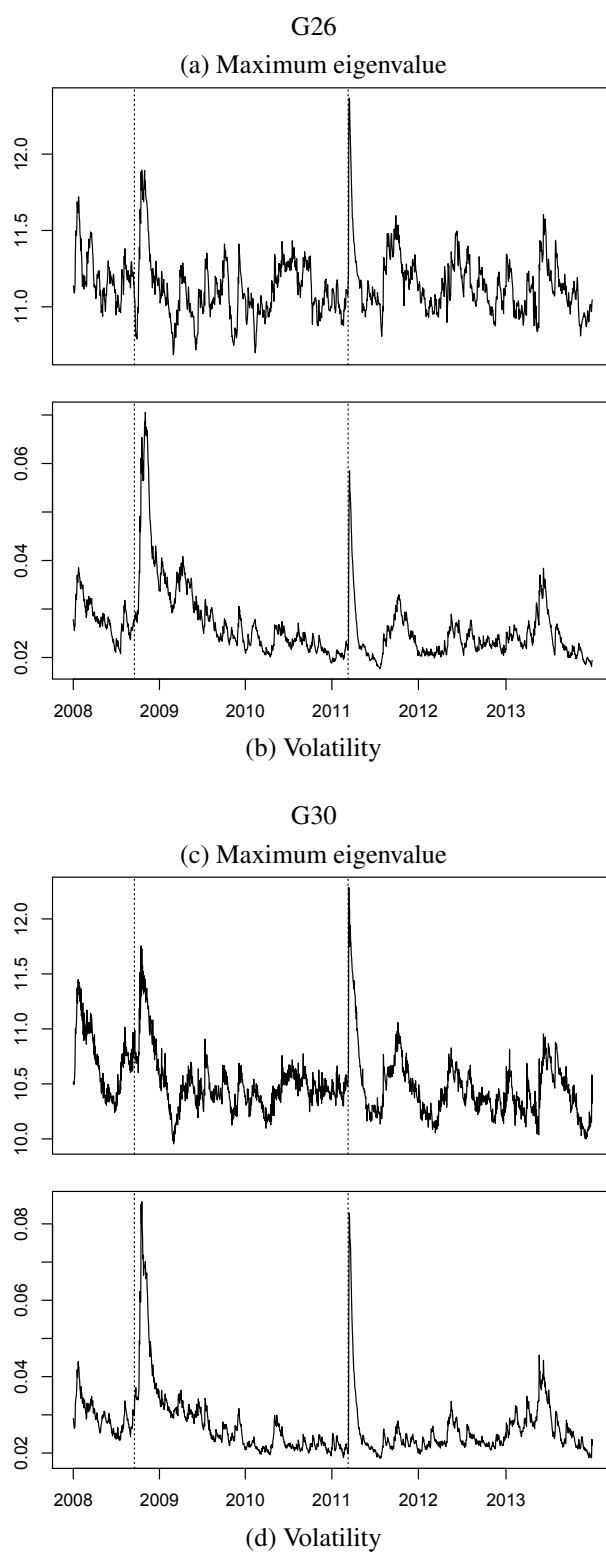 G26
(a) Maximum eigenvalue
12.0
11.5
11.0
0.06
0.04
0.02
2008 2009 2010 2011 2012 2013
(b) Volatility
G30
(c) Maximum eigenvalue
12.0
11.5
11.0
10.5
10.0
0.08
0.06
0.04
0.02
2008 2009 2010 2011 2012 2013
(d) Volatility